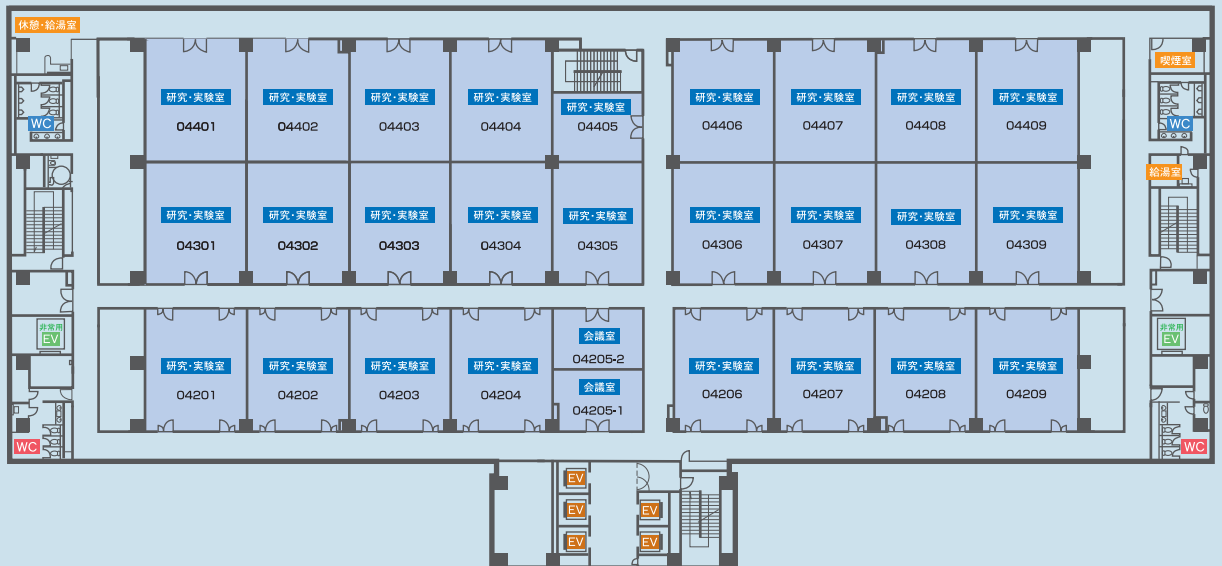 休憩・給湯室
喫煙室
研究・実験室
04401
研究・実験室
04402
研究・実験室
04403
研究・実験室
04404
研究・実験室
04405
研究・実験室
04406
研究・実験室
04407
研究・実験室
04408
研究・実験室
04409
WC
WC
給湯室
研究・実験室
04301
研究・実験室
04302
研究・実験室
04303
研究・実験室
04304
研究・実験室
04305
研究・実験室
04306
研究・実験室
04307
研究・実験室
04308
研究・実験室
04309
非常用
EV
非常用
EV
研究・実験室
04201
研究・実験室
04202
研究・実験室
04203
研究・実験室
04204
会議室
04205-2
会議室
04205-1
研究・実験室
04206
研究・実験室
04207
研究・実験室
04208
研究・実験室
04209
WC
WC
EV
EV
EV
EV
EV